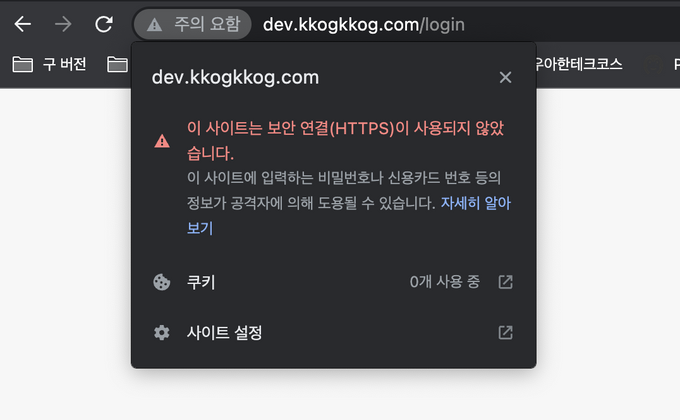 주의 요함 dev.kkogkkog.com/login
구 버전 우아한테크코스 P
dev.kkogkkog.com
이 사이트는 보안 연결(HTTPS)이 사용되지 않았
습니다.
이 사이트에 입력하는 비밀번호나 신용카드 번호 등의
정보가 공격자에 의해 도용될 수 있습니다. 자세히 알아
보기
쿠키 0개 사용 중
사이트 설정